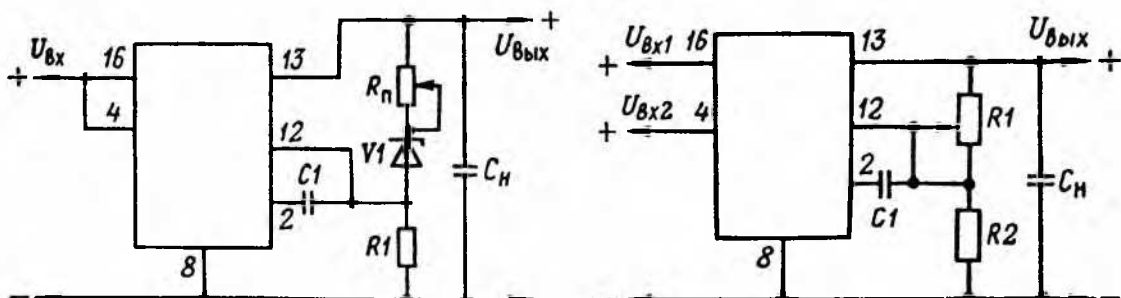 + Uвх 16 13 + Uвых
4 Rп
12
V1 Cн
C1
2
R1
8
+ Uвх1 16 13 Uвых +
+ Uвх2 4 12 R1
2
C1 Cн
R2
8